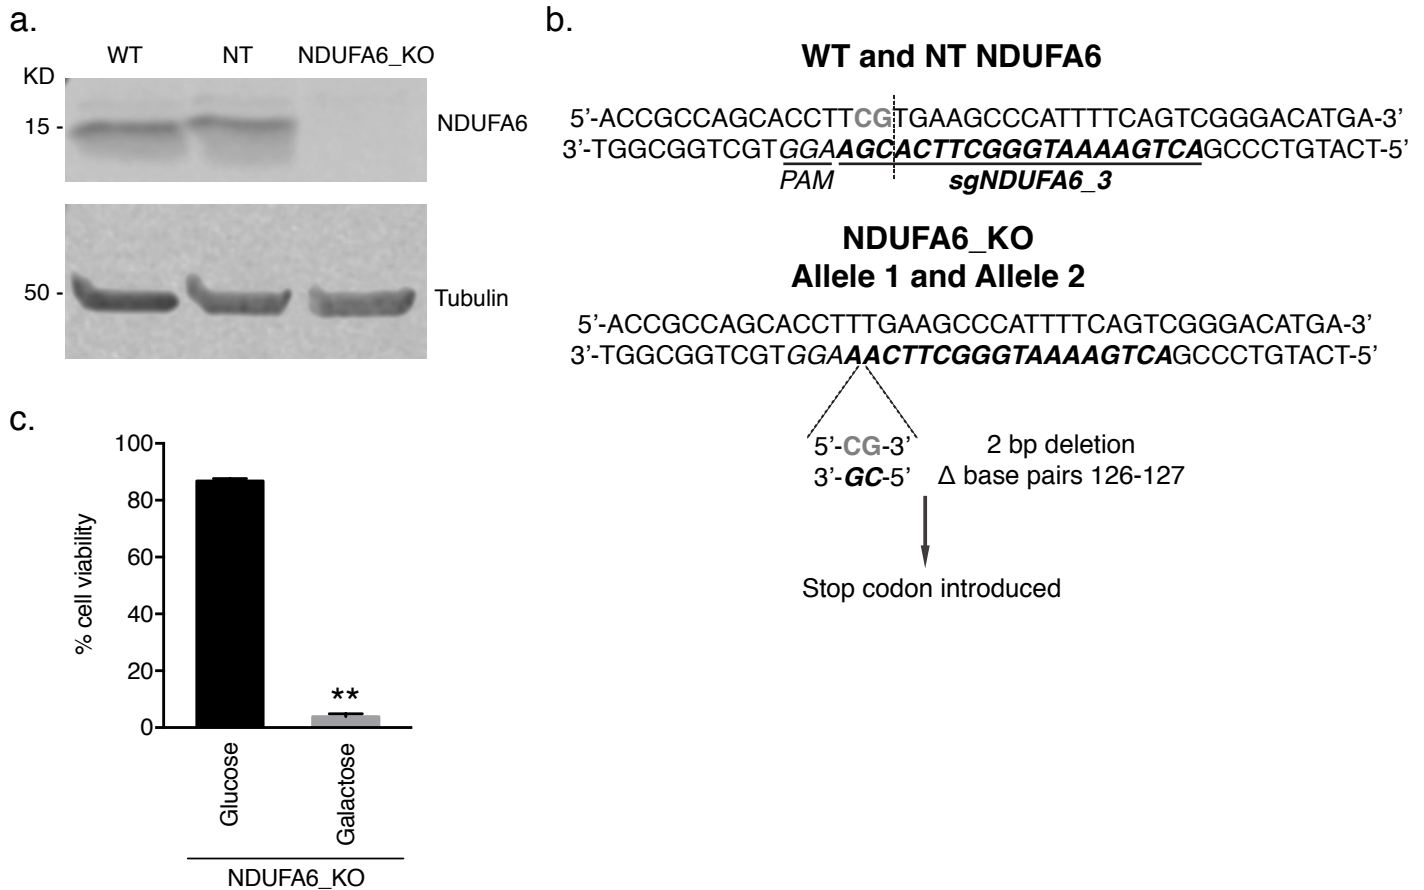 a.
WT NT NDUFA6_KO
KD
15 -
NDUFA6
50 -
Tubulin
b.
WT and NT NDUFA6
5’-ACCGCCAGCACCTTCGTGAAGCCCATTTTCAGTCGGGACATGA-3’
3’-TGGCGGTCGTGGAAGCACTTCGGGTAAAAGTCAGCCCTGTACT-5’
PAM sgNDUFA6_3
NDUFA6_KO
Allele 1 and Allele 2
5’-ACCGCCAGCACCTTTGAAGCCCATTTTCAGTCGGGACATGA-3’
3’-TGGCGGTCGTGGAAACTTCGGGTAAAAGTCAGCCCTGTACT-5’
5’-CG-3’
3’-GC-5’
2 bp deletion
Δ base pairs 126-127
Stop codon introduced
c.
% cell viability
100
80
60
40
20
0
**
Glucose
Galactose
NDUFA6_KO